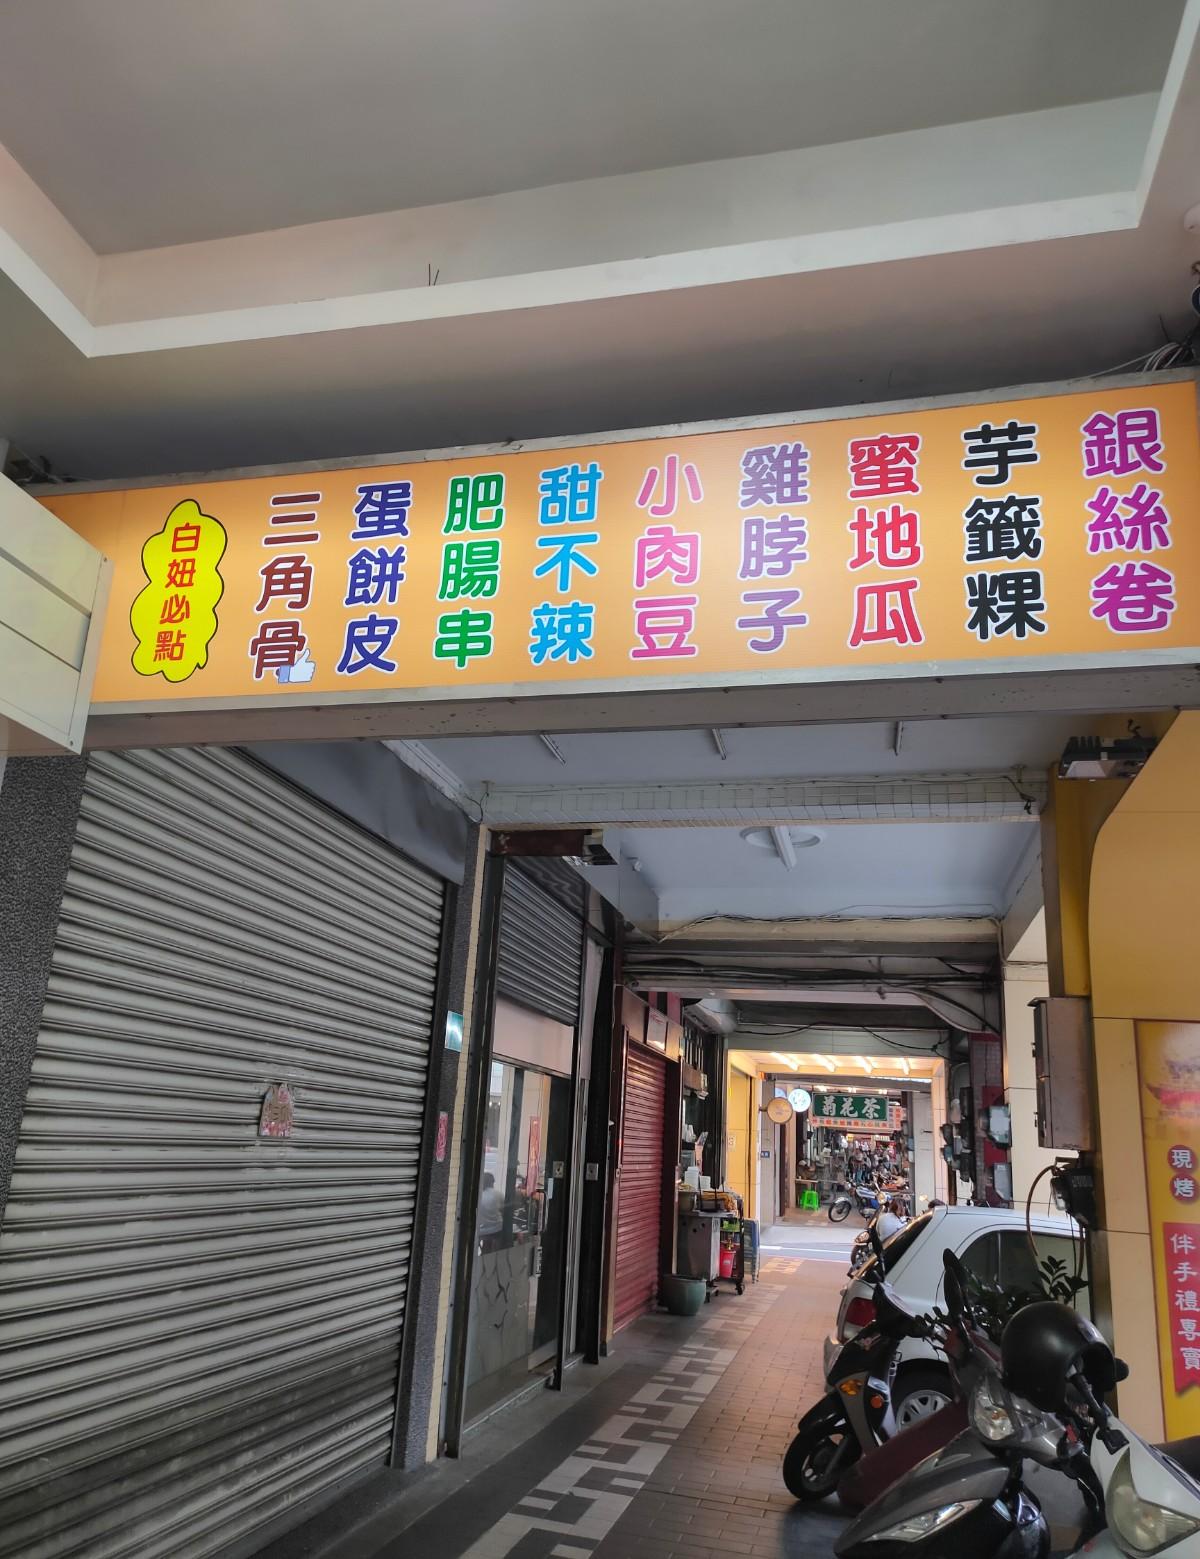 白妞必點
三角骨
蛋餅皮
肥腸串
甜不辣
小肉豆
雞脖子
蜜地瓜
芋籤粿
銀絲卷
菊花茶
現烤
伴手禮專賣